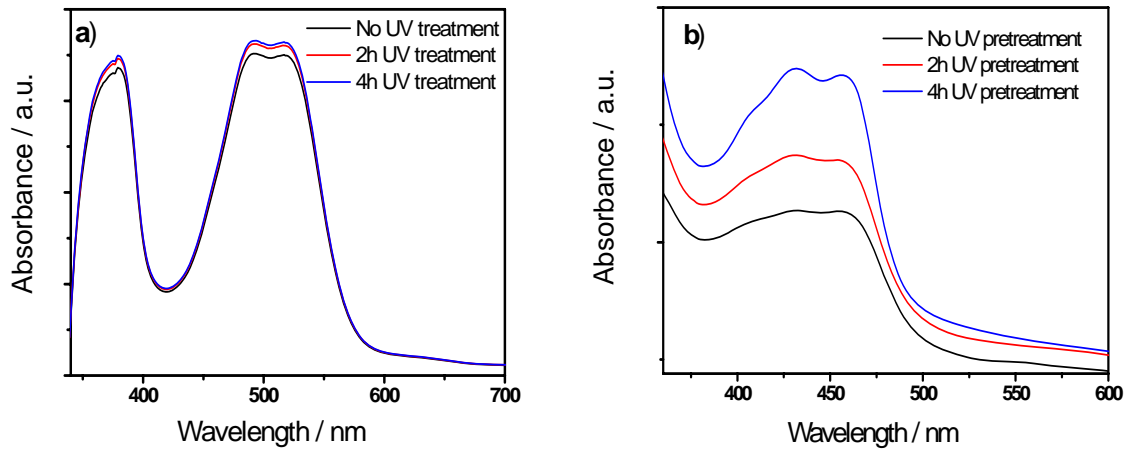 a)
No UV treatment
2h UV treatment
4h UV treatment
Absorbance / a.u.
400
500
600
700
Wavelength / nm
b)
No UV pretreatment
2h UV pretreatment
4h UV pretreatment
Absorbance / a.u.
400
450
500
550
600
Wavelength / nm